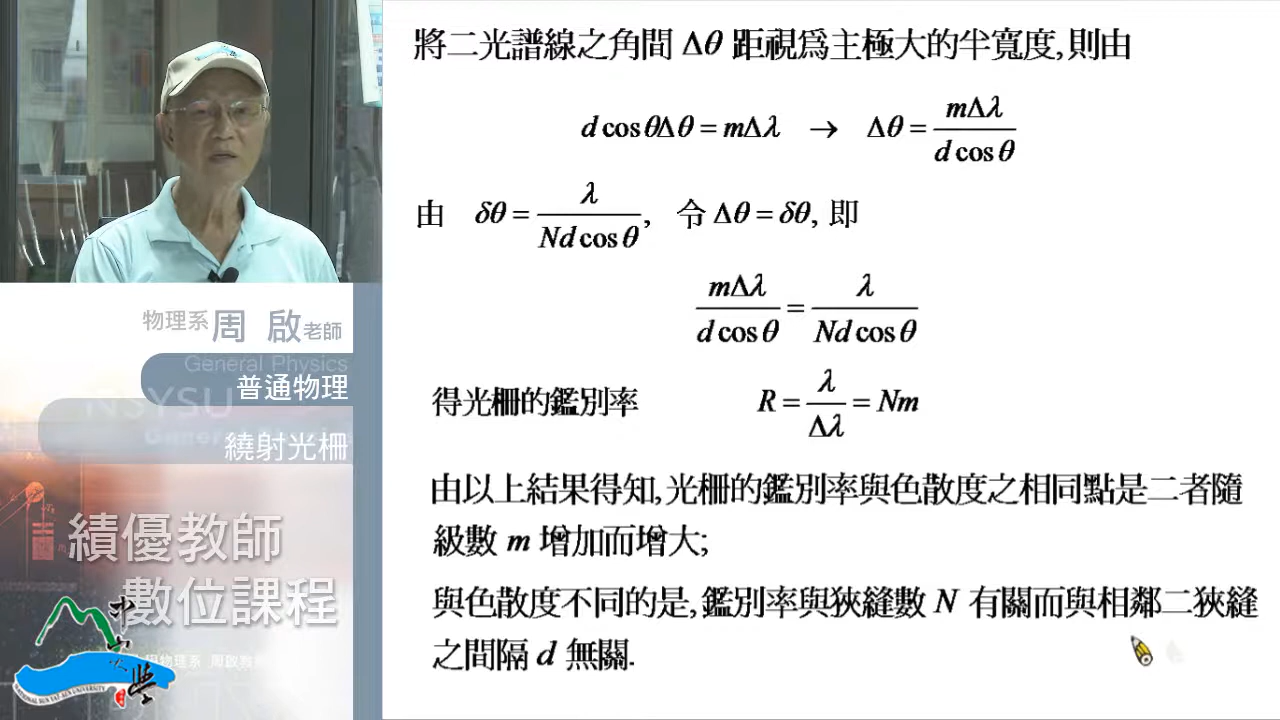 將二光譜線之角間 Δθ 距視爲主極大的半寬度, 則由
d cosθΔθ = mΔλ → Δθ = mΔλ / d cosθ
由 δθ = λ / Nd cosθ, 令 Δθ = δθ, 即
mΔλ / d cosθ = λ / Nd cosθ
得光柵的鑑別率 R = λ / Δλ = Nm
由以上結果得知, 光柵的鑑別率與色散度之相同點是二者隨
級數 m 增加而增大;
與色散度不同的是, 鑑別率與狹縫數 N 有關而與相鄰二狹縫
之間隔 d 無關.
物理系 周 啟 老師
General Physics
普通物理
NSYSU
繞射光柵
績優教師
數位課程
NATIONAL SUN YAT-SEN UNIVERSITY